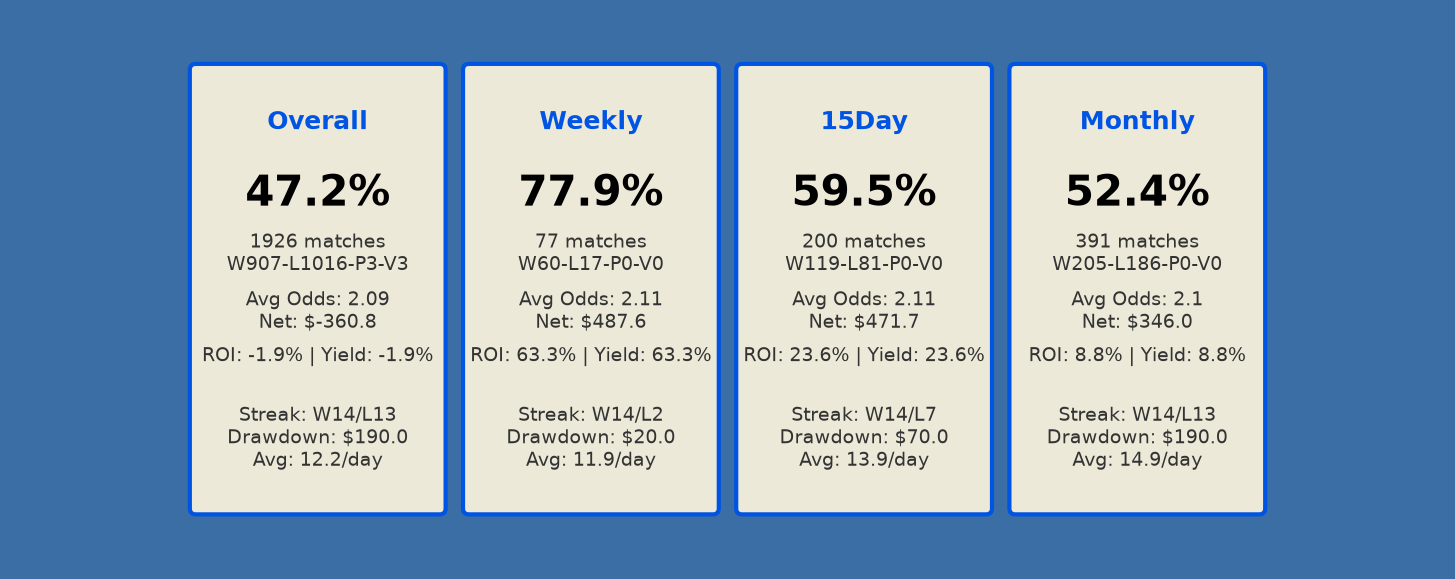 Overall
47.2%
1926 matches
W907-L1016-P3-V3
Avg Odds: 2.09
Net: $-360.8
ROI: -1.9% | Yield: -1.9%
Streak: W14/L13
Drawdown: $190.0
Avg: 12.2/day
Weekly
77.9%
77 matches
W60-L17-P0-V0
Avg Odds: 2.11
Net: $487.6
ROI: 63.3% | Yield: 63.3%
Streak: W14/L2
Drawdown: $20.0
Avg: 11.9/day
15Day
59.5%
200 matches
W119-L81-P0-V0
Avg Odds: 2.11
Net: $471.7
ROI: 23.6% | Yield: 23.6%
Streak: W14/L7
Drawdown: $70.0
Avg: 13.9/day
Monthly
52.4%
391 matches
W205-L186-P0-V0
Avg Odds: 2.1
Net: $346.0
ROI: 8.8% | Yield: 8.8%
Streak: W14/L13
Drawdown: $190.0
Avg: 14.9/day